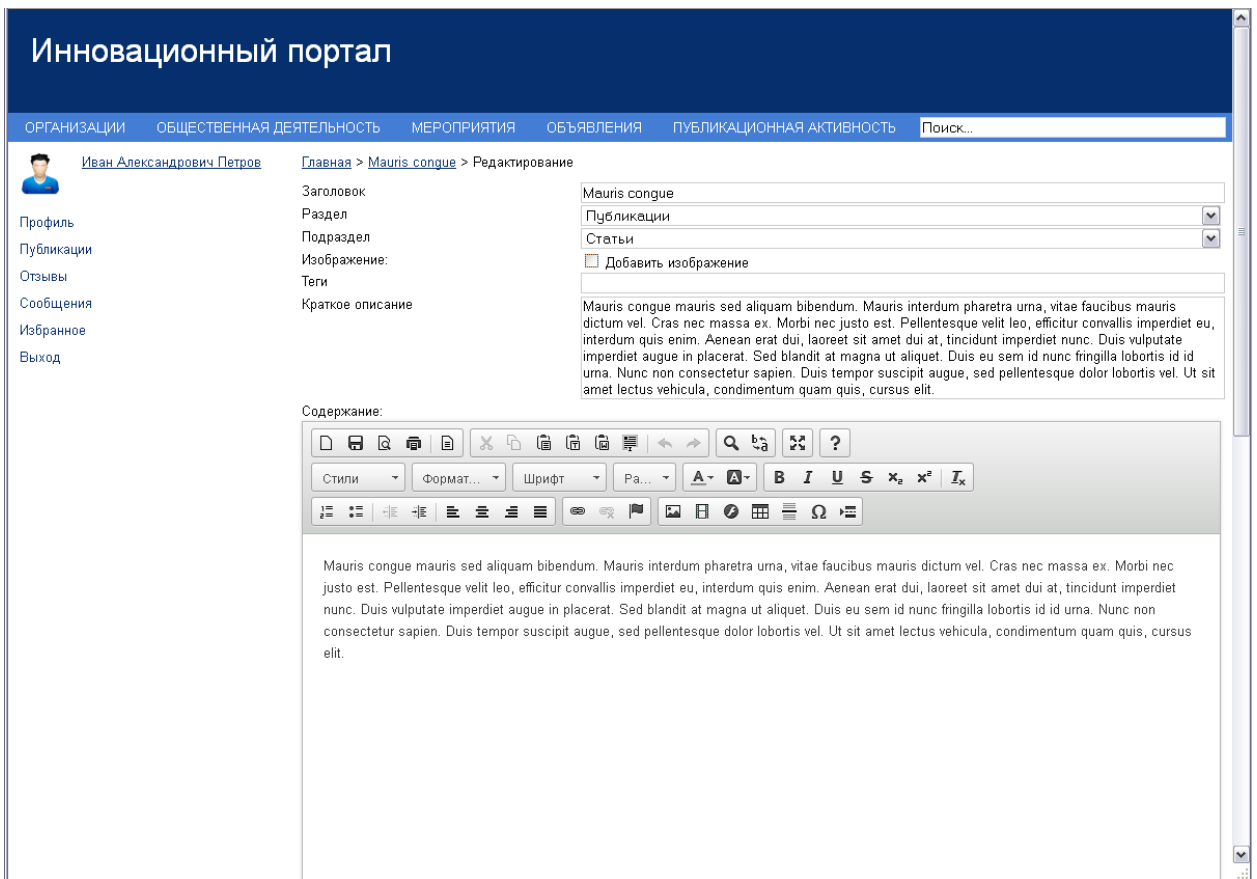 Инновационный портал
ОРГАНИЗАЦИИ ОБЩЕСТВЕННАЯ ДЕЯТЕЛЬНОСТЬ МЕРОПРИЯТИЯ ОБЪЯВЛЕНИЯ ПУБЛИКАЦИОННАЯ АКТИВНОСТЬ Поиск...
Иван Александрович Петров
Профиль
Публикации
Отзывы
Сообщения
Избранное
Выход
Главная > Mauris congue > Редактирование
Заголовок Mauris congue
Раздел Публикации
Подраздел Статьи
Изображение: Добавить изображение
Теги
Краткое описание
Mauris congue mauris sed aliquam bibendum. Mauris interdum pharetra urna, vitae faucibus mauris
dictum vel. Cras nec massa ex. Morbi nec justo est. Pellentesque velit leo, efficitur convallis imperdiet eu,
interdum quis enim. Aenean erat dui, laoreet sit amet dui at, tincidunt imperdiet nunc. Duis vulputate
imperdiet augue in placerat. Sed blandit at magna ut aliquet. Duis eu sem id nunc fringilla lobortis id id
urna. Nunc non consectetur sapien. Duis tempor suscipit augue, sed pellentesque dolor lobortis vel. Ut sit
amet lectus vehicula, condimentum quam quis, cursus elit.
Содержание:
Стили Формат... Шрифт Ра...
Mauris congue mauris sed aliquam bibendum. Mauris interdum pharetra urna, vitae faucibus mauris dictum vel. Cras nec massa ex. Morbi nec
justo est. Pellentesque velit leo, efficitur convallis imperdiet eu, interdum quis enim. Aenean erat dui, laoreet sit amet dui at, tincidunt imperdiet
nunc. Duis vulputate imperdiet augue in placerat. Sed blandit at magna ut aliquet. Duis eu sem id nunc fringilla lobortis id id urna. Nunc non
consectetur sapien. Duis tempor suscipit augue, sed pellentesque dolor lobortis vel. Ut sit amet lectus vehicula, condimentum quam quis, cursus
elit.